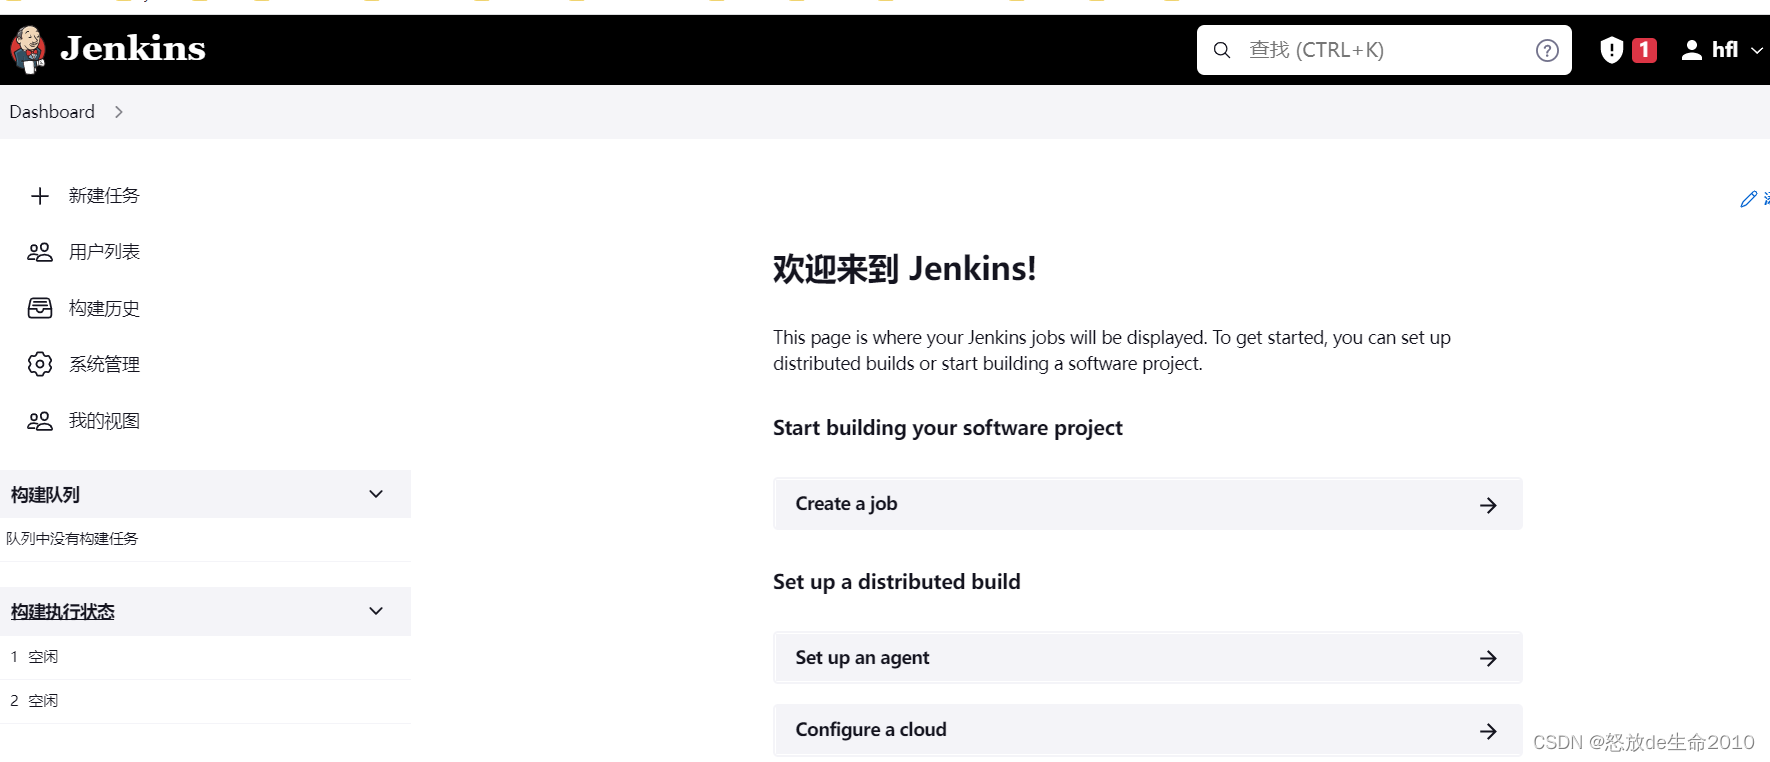 Jenkins
查找 (CTRL+K)
1
hfl
Dashboard
新建任务
用户列表
构建历史
系统管理
我的视图
构建队列
队列中没有构建任务
构建执行状态
1 空闲
2 空闲
欢迎来到 Jenkins!
This page is where your Jenkins jobs will be displayed. To get started, you can set up
distributed builds or start building a software project.
Start building your software project
Create a job
Set up a distributed build
Set up an agent
Configure a cloud
CSDN @怒放de生命2010